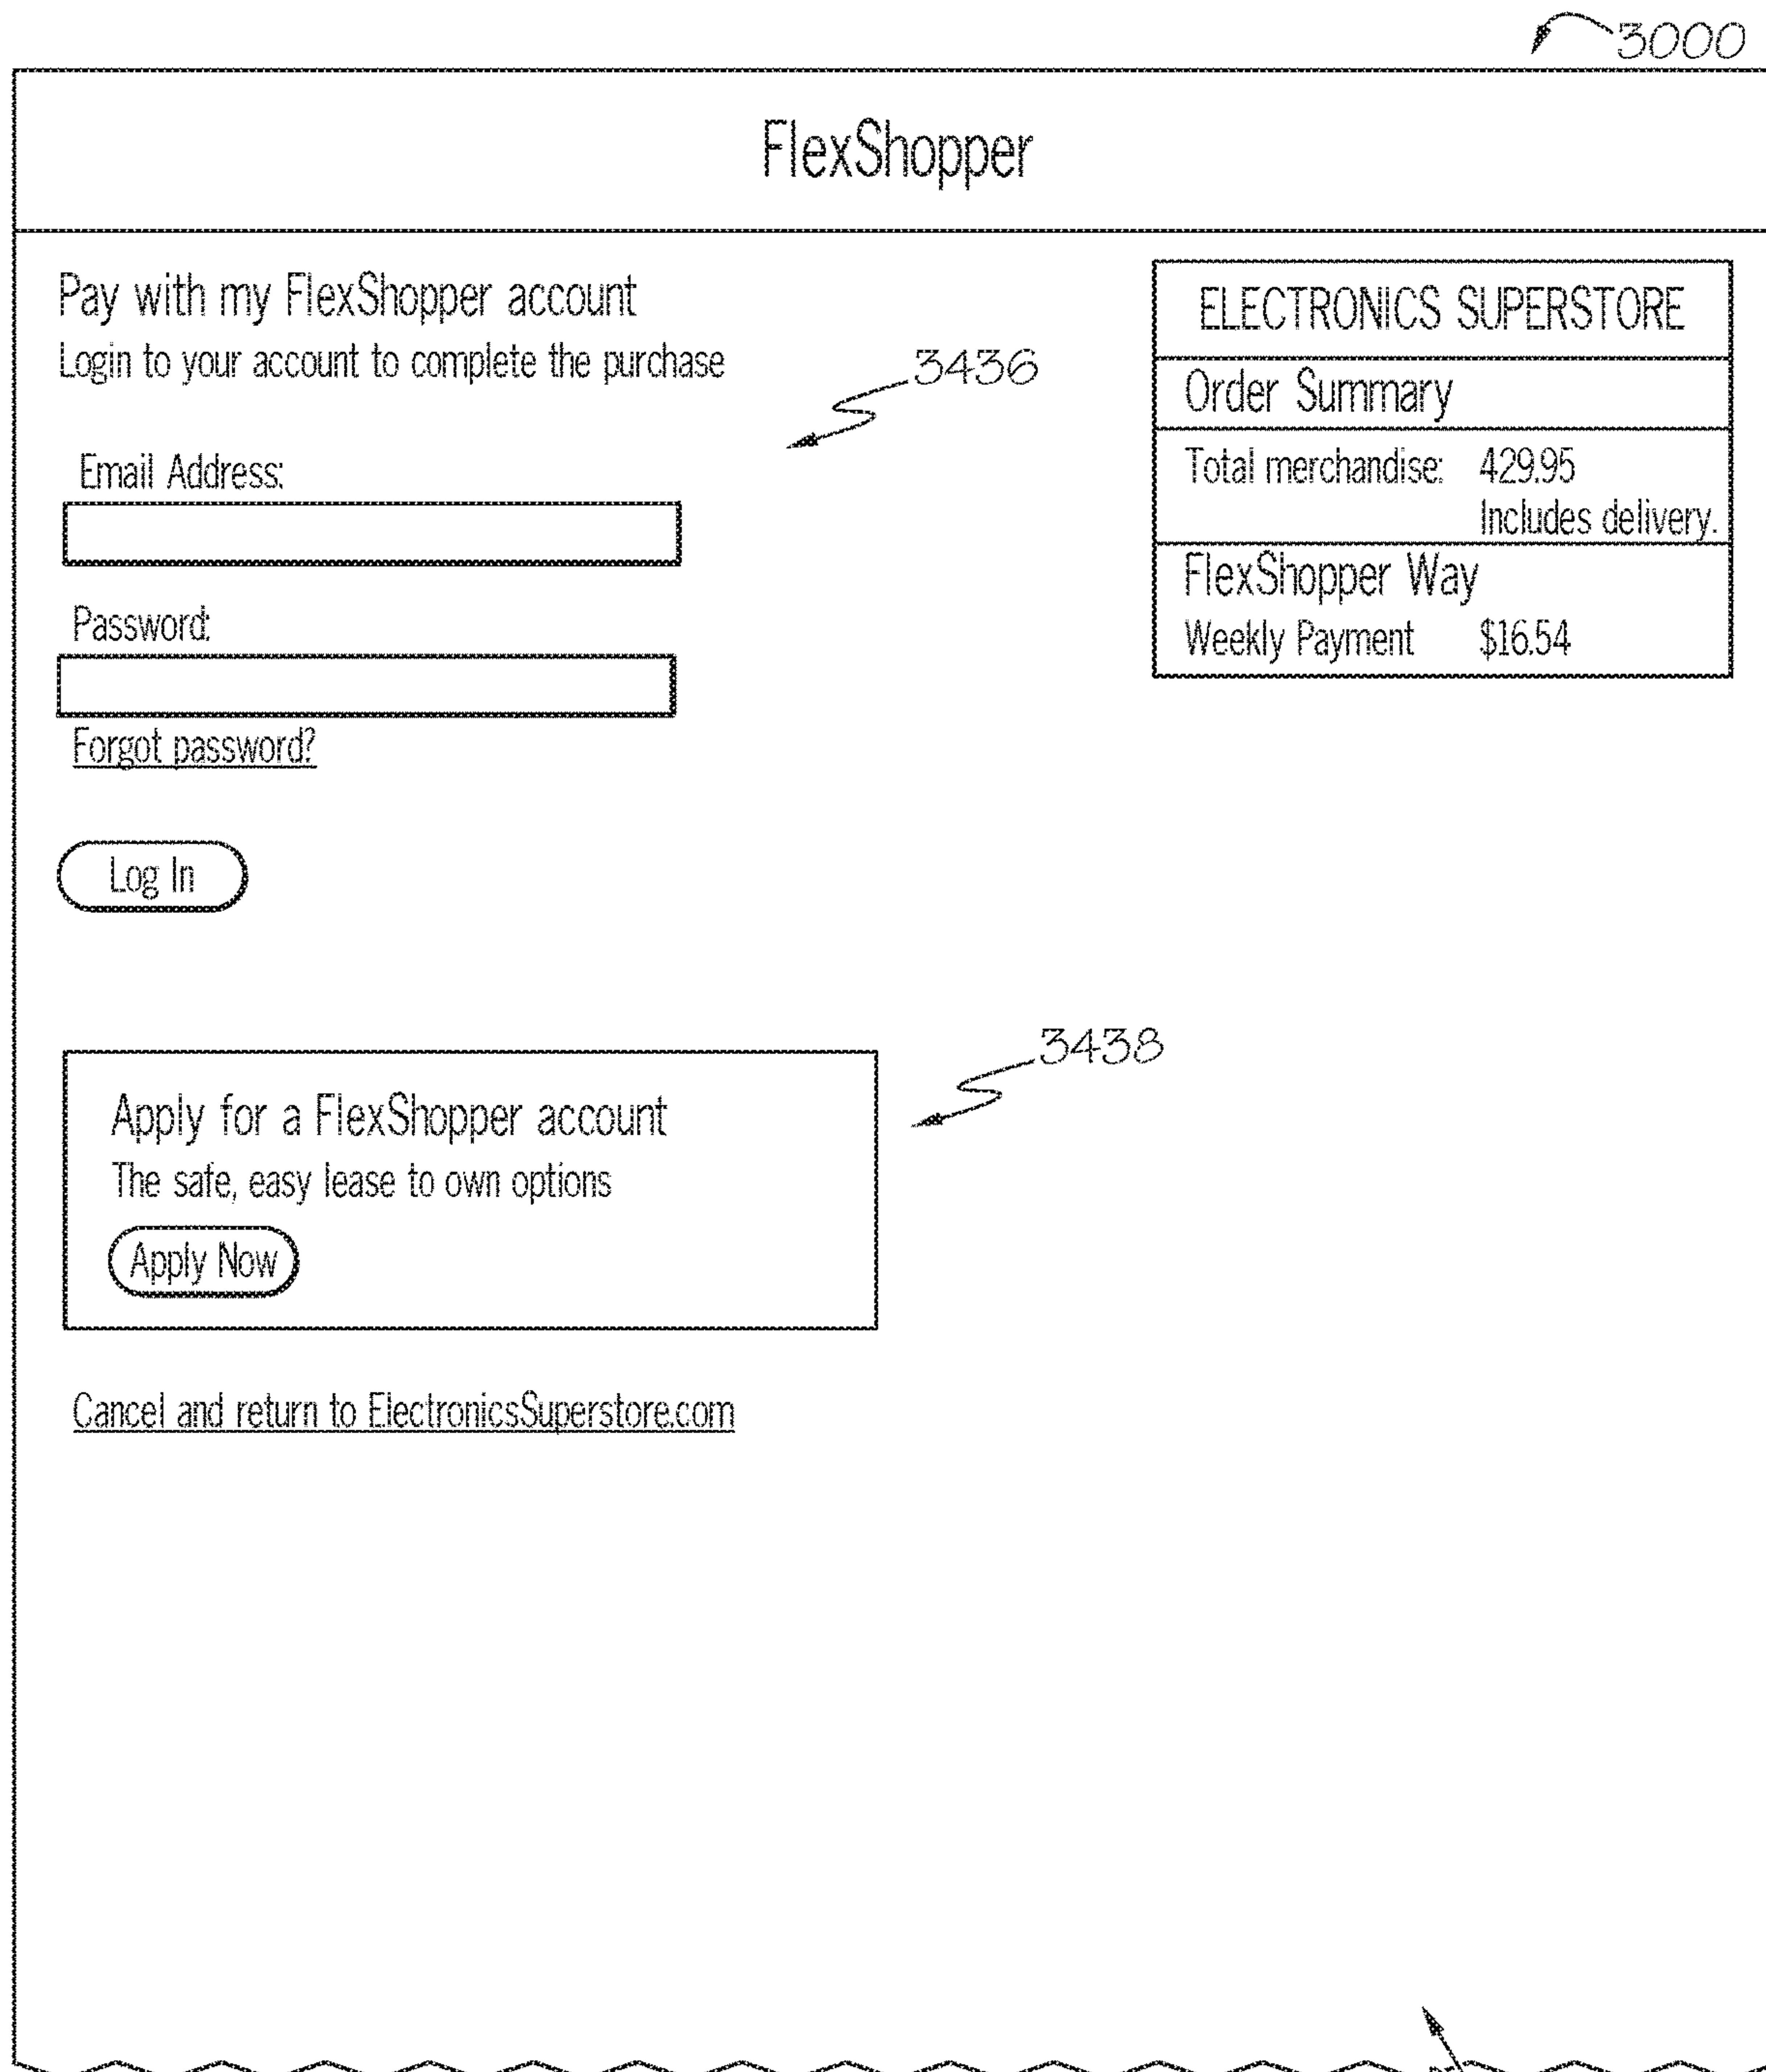 3000
FlexShopper
Pay with my FlexShopper account
Login to your account to complete the purchase
3436
Email Address:
Password:
Forgot password?
Log In
ELECTRONICS SUPERSTORE
Order Summary
Total merchandise: 429.95
Includes delivery.
FlexShopper Way
Weekly Payment $16.54
3438
Apply for a FlexShopper account
The safe, easy lease to own options
Apply Now
Cancel and return to ElectronicsSuperstore.com